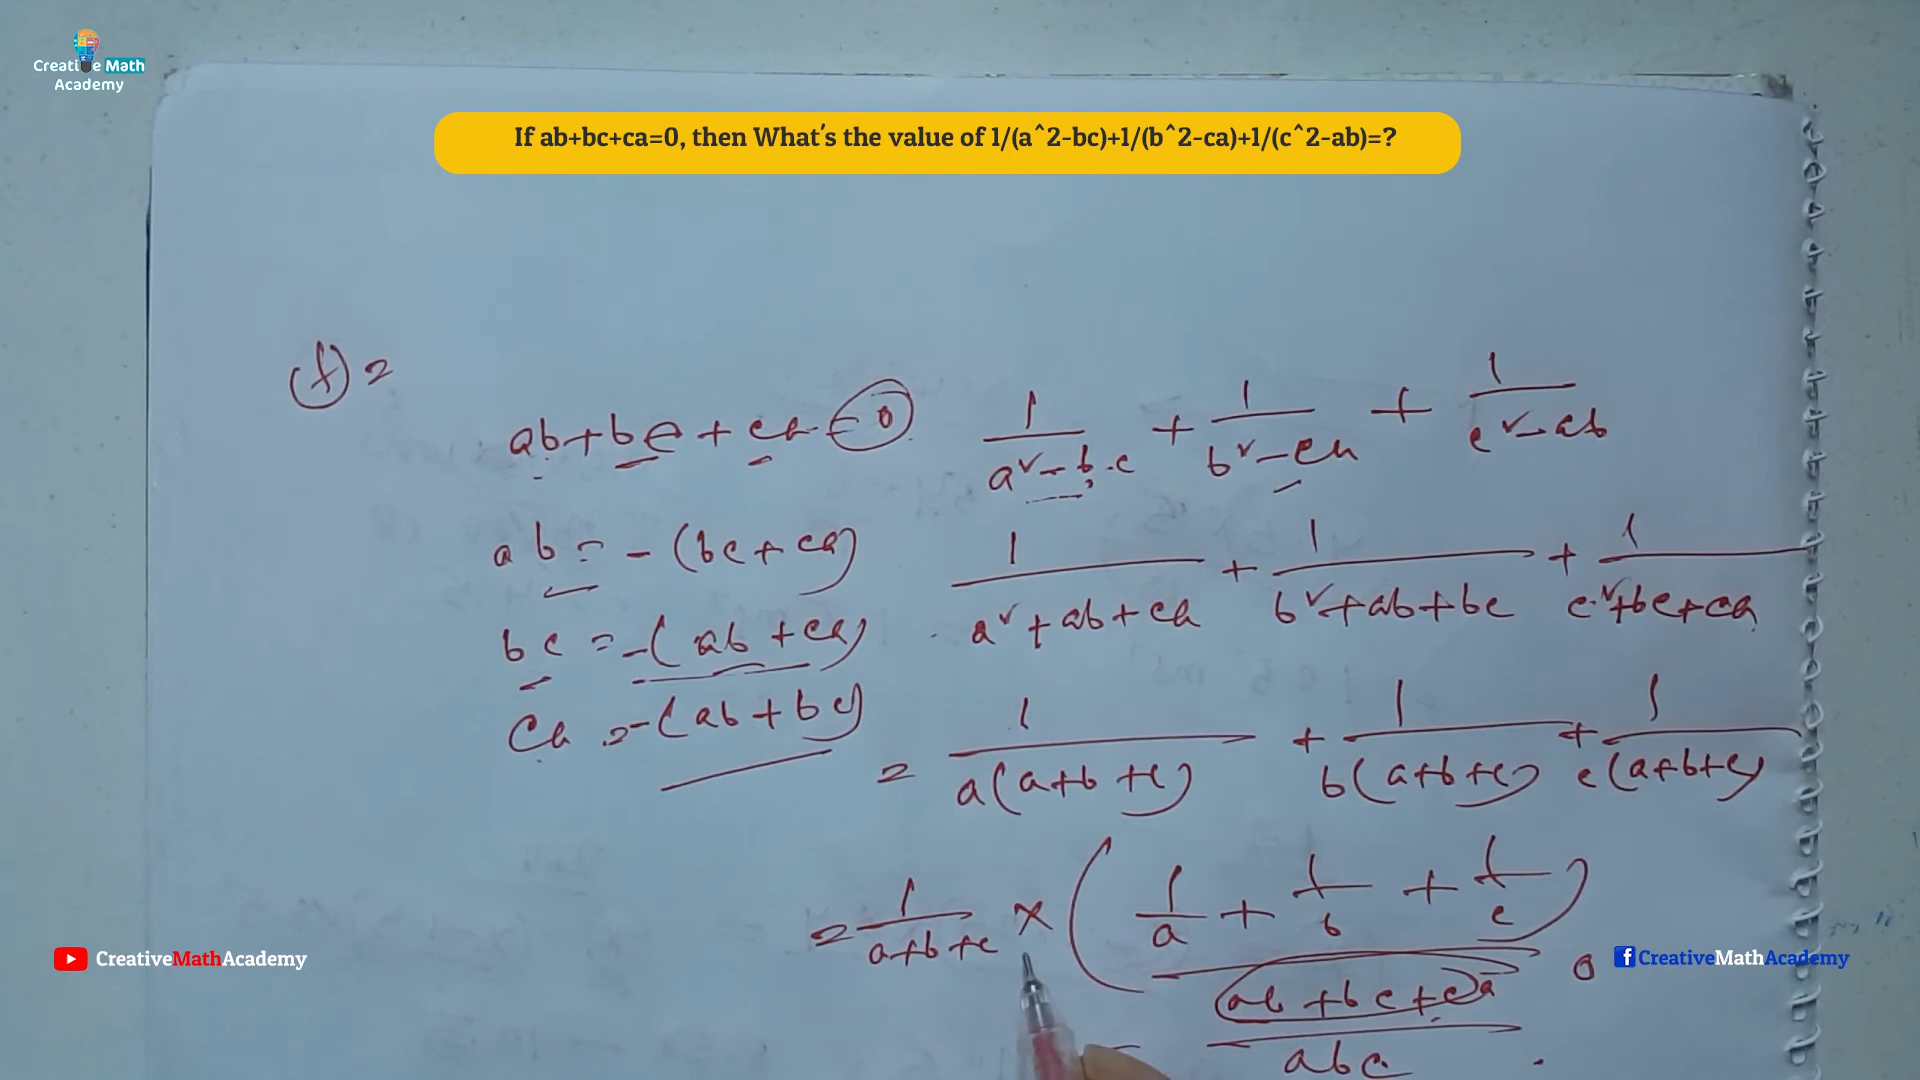 Creative Math
Academy
If ab+bc+ca=0, then What's the value of 1/(a^2-bc)+1/(b^2-ca)+1/(c^2-ab)=?
ab+bc+ca=0
1/(a²-bc) + 1/(b²-ca) + 1/(c²-ab)
ab = -(bc+ca)
1/(a²+ab+ca) + 1/(b²+ab+bc) + 1/(c²+bc+ca)
bc = -(ab+ca)
ca = -(ab+bc)
= 1/(a(a+b+c)) + 1/(b(a+b+c)) + 1/(c(a+b+c))
= 1/(a+b+c) × (1/a + 1/b + 1/c)
0
ab+bc+ca
abc
CreativeMathAcademy
CreativeMathAcademy